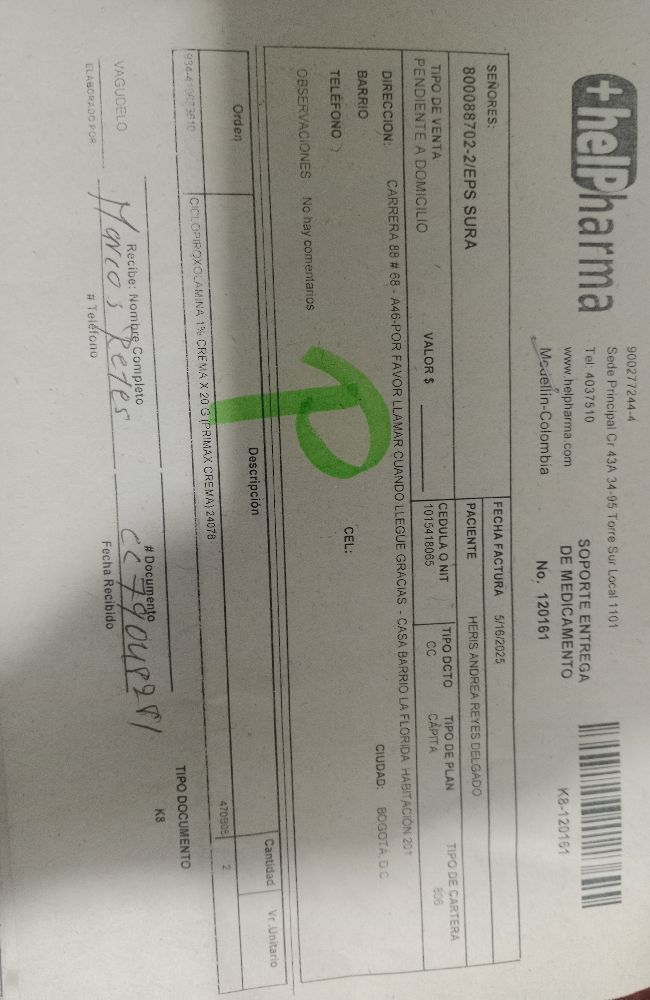 +helPharma
900277244-4
Sede Principal Cr 43A 34-95 Torre Sur Local 1101
Tel: 4037510
www.helpharma.com
Medellin-Colombia
SOPORTE ENTREGA
DE MEDICAMENTO
No. 120161
K8-120161
SEÑORES:
800088702-2/EPS SURA
FECHA FACTURA 5/16/2025
PACIENTE HERIS ANDREA REYES DELGADO
TIPO DE VENTA
PENDIENTE A DOMICILIO
VALOR $
CEDULA O NIT
1015418065
TIPO DCTO
CC
TIPO DE PLAN
CÁPITA
TIPO DE CARTERA
806
DIRECCION: CARRERA 88 # 68 - A46-POR FAVOR LLAMAR CUANDO LLEGUE GRACIAS - CASA BARRIO LA FLORIDA HABITACIÓN 201
BARRIO
CIUDAD: BOGOTÁ, D.C.
TELÉFONO
CEL:
OBSERVACIONES No hay comentarios
P
Orden Descripción Cantidad Vr. Unitario
CICLOPIROXOLAMINA 1% CREMA X 20 G (PRIMAX CREMA) 24078 2
TIPO DOCUMENTO
K8
Recibe: Nombre Completo
# Documento
VAGUDELO
Marcos Reyes CC 79048281
ELABORADO POR:
# Teléfono
Fecha Recibido